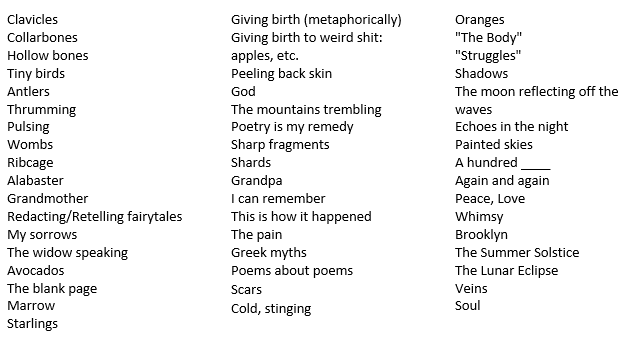 Clavicles
Collarbones
Hollow bones
Tiny birds
Antlers
Thrumming
Pulsing
Wombs
Ribcage
Alabaster
Grandmother
Redacting/Retelling fairytales
My sorrows
The widow speaking
Avocados
The blank page
Marrow
Starlings
Giving birth (metaphorically)
Giving birth to weird shit:
apples, etc.
Peeling back skin
God
The mountains trembling
Poetry is my remedy
Sharp fragments
Shards
Grandpa
I can remember
This is how it happened
The pain
Greek myths
Poems about poems
Scars
Cold, stinging
Oranges
"The Body"
"Struggles"
Shadows
The moon reflecting off the
waves
Echoes in the night
Painted skies
A hundred ____
Again and again
Peace, Love
Whimsy
Brooklyn
The Summer Solstice
The Lunar Eclipse
Veins
Soul